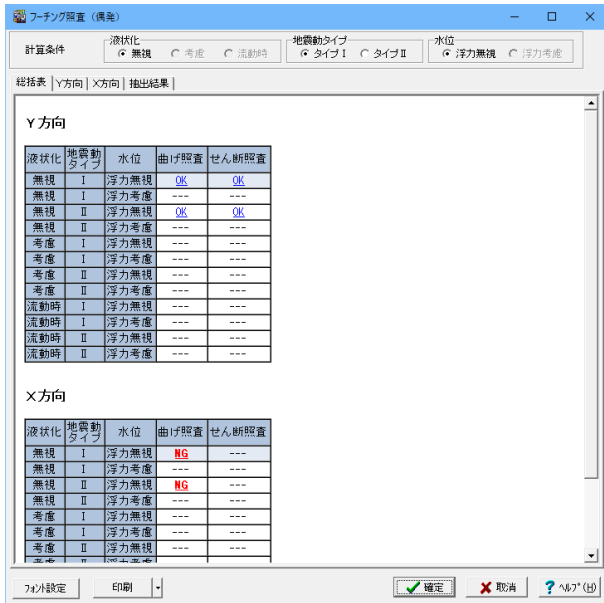 フーチング照査（偶発）
計算条件
液状化
無視 考慮 流動時
地震動タイプ
タイプⅠ タイプⅡ
水位
浮力無視 浮力考慮
総括表 Y方向 X方向 抽出結果
Y方向
液状化 地震動タイプ 水位 曲げ照査 せん断照査
無視 Ⅰ 浮力無視 OK OK
無視 Ⅰ 浮力考慮 --- ---
無視 Ⅱ 浮力無視 OK OK
無視 Ⅱ 浮力考慮 --- ---
考慮 Ⅰ 浮力無視 --- ---
考慮 Ⅰ 浮力考慮 --- ---
考慮 Ⅱ 浮力無視 --- ---
考慮 Ⅱ 浮力考慮 --- ---
流動時 Ⅰ 浮力無視 --- ---
流動時 Ⅰ 浮力考慮 --- ---
流動時 Ⅱ 浮力無視 --- ---
流動時 Ⅱ 浮力考慮 --- ---
X方向
液状化 地震動タイプ 水位 曲げ照査 せん断照査
無視 Ⅰ 浮力無視 NG ---
無視 Ⅰ 浮力考慮 --- ---
無視 Ⅱ 浮力無視 NG ---
無視 Ⅱ 浮力考慮 --- ---
考慮 Ⅰ 浮力無視 --- ---
考慮 Ⅰ 浮力考慮 --- ---
考慮 Ⅱ 浮力無視 --- ---
フォント設定 印刷 確定 取消 ? ヘルプ(H)